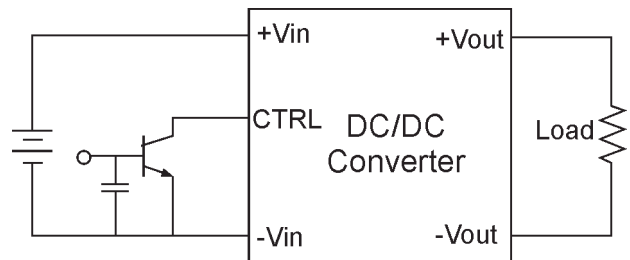 +Vin
+Vout
CTRL
DC/DC
Converter
Load
-Vin
-Vout